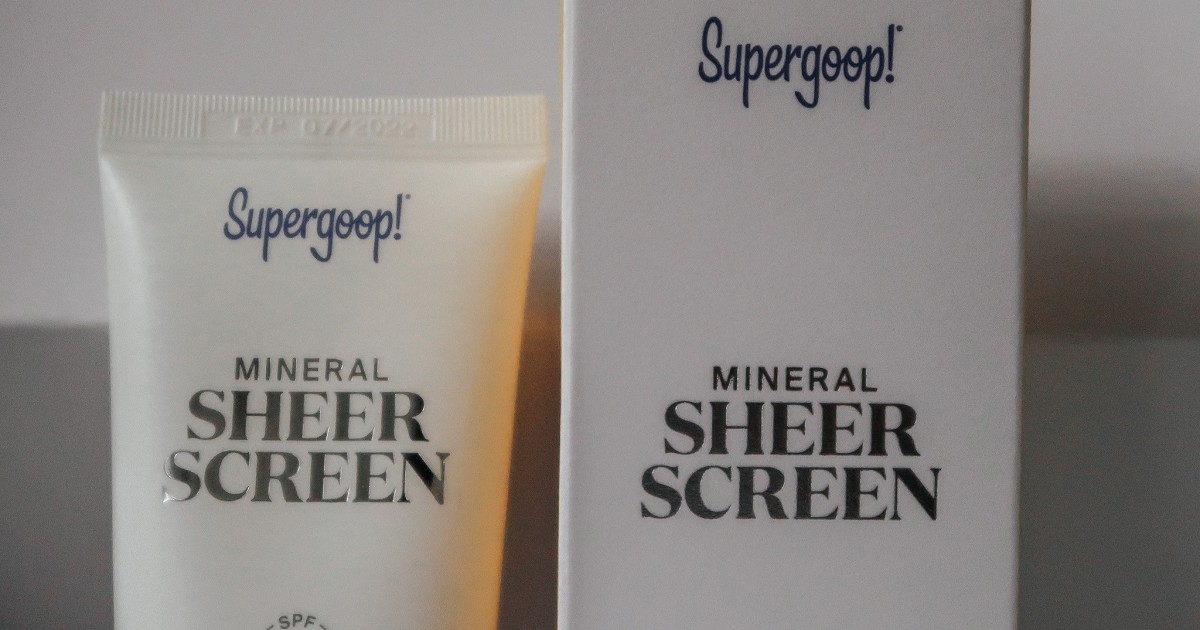 EXP 07/2022
Supergoop!
MINERAL
SHEER
SCREEN
SPF
Supergoop!
MINERAL
SHEER
SCREEN